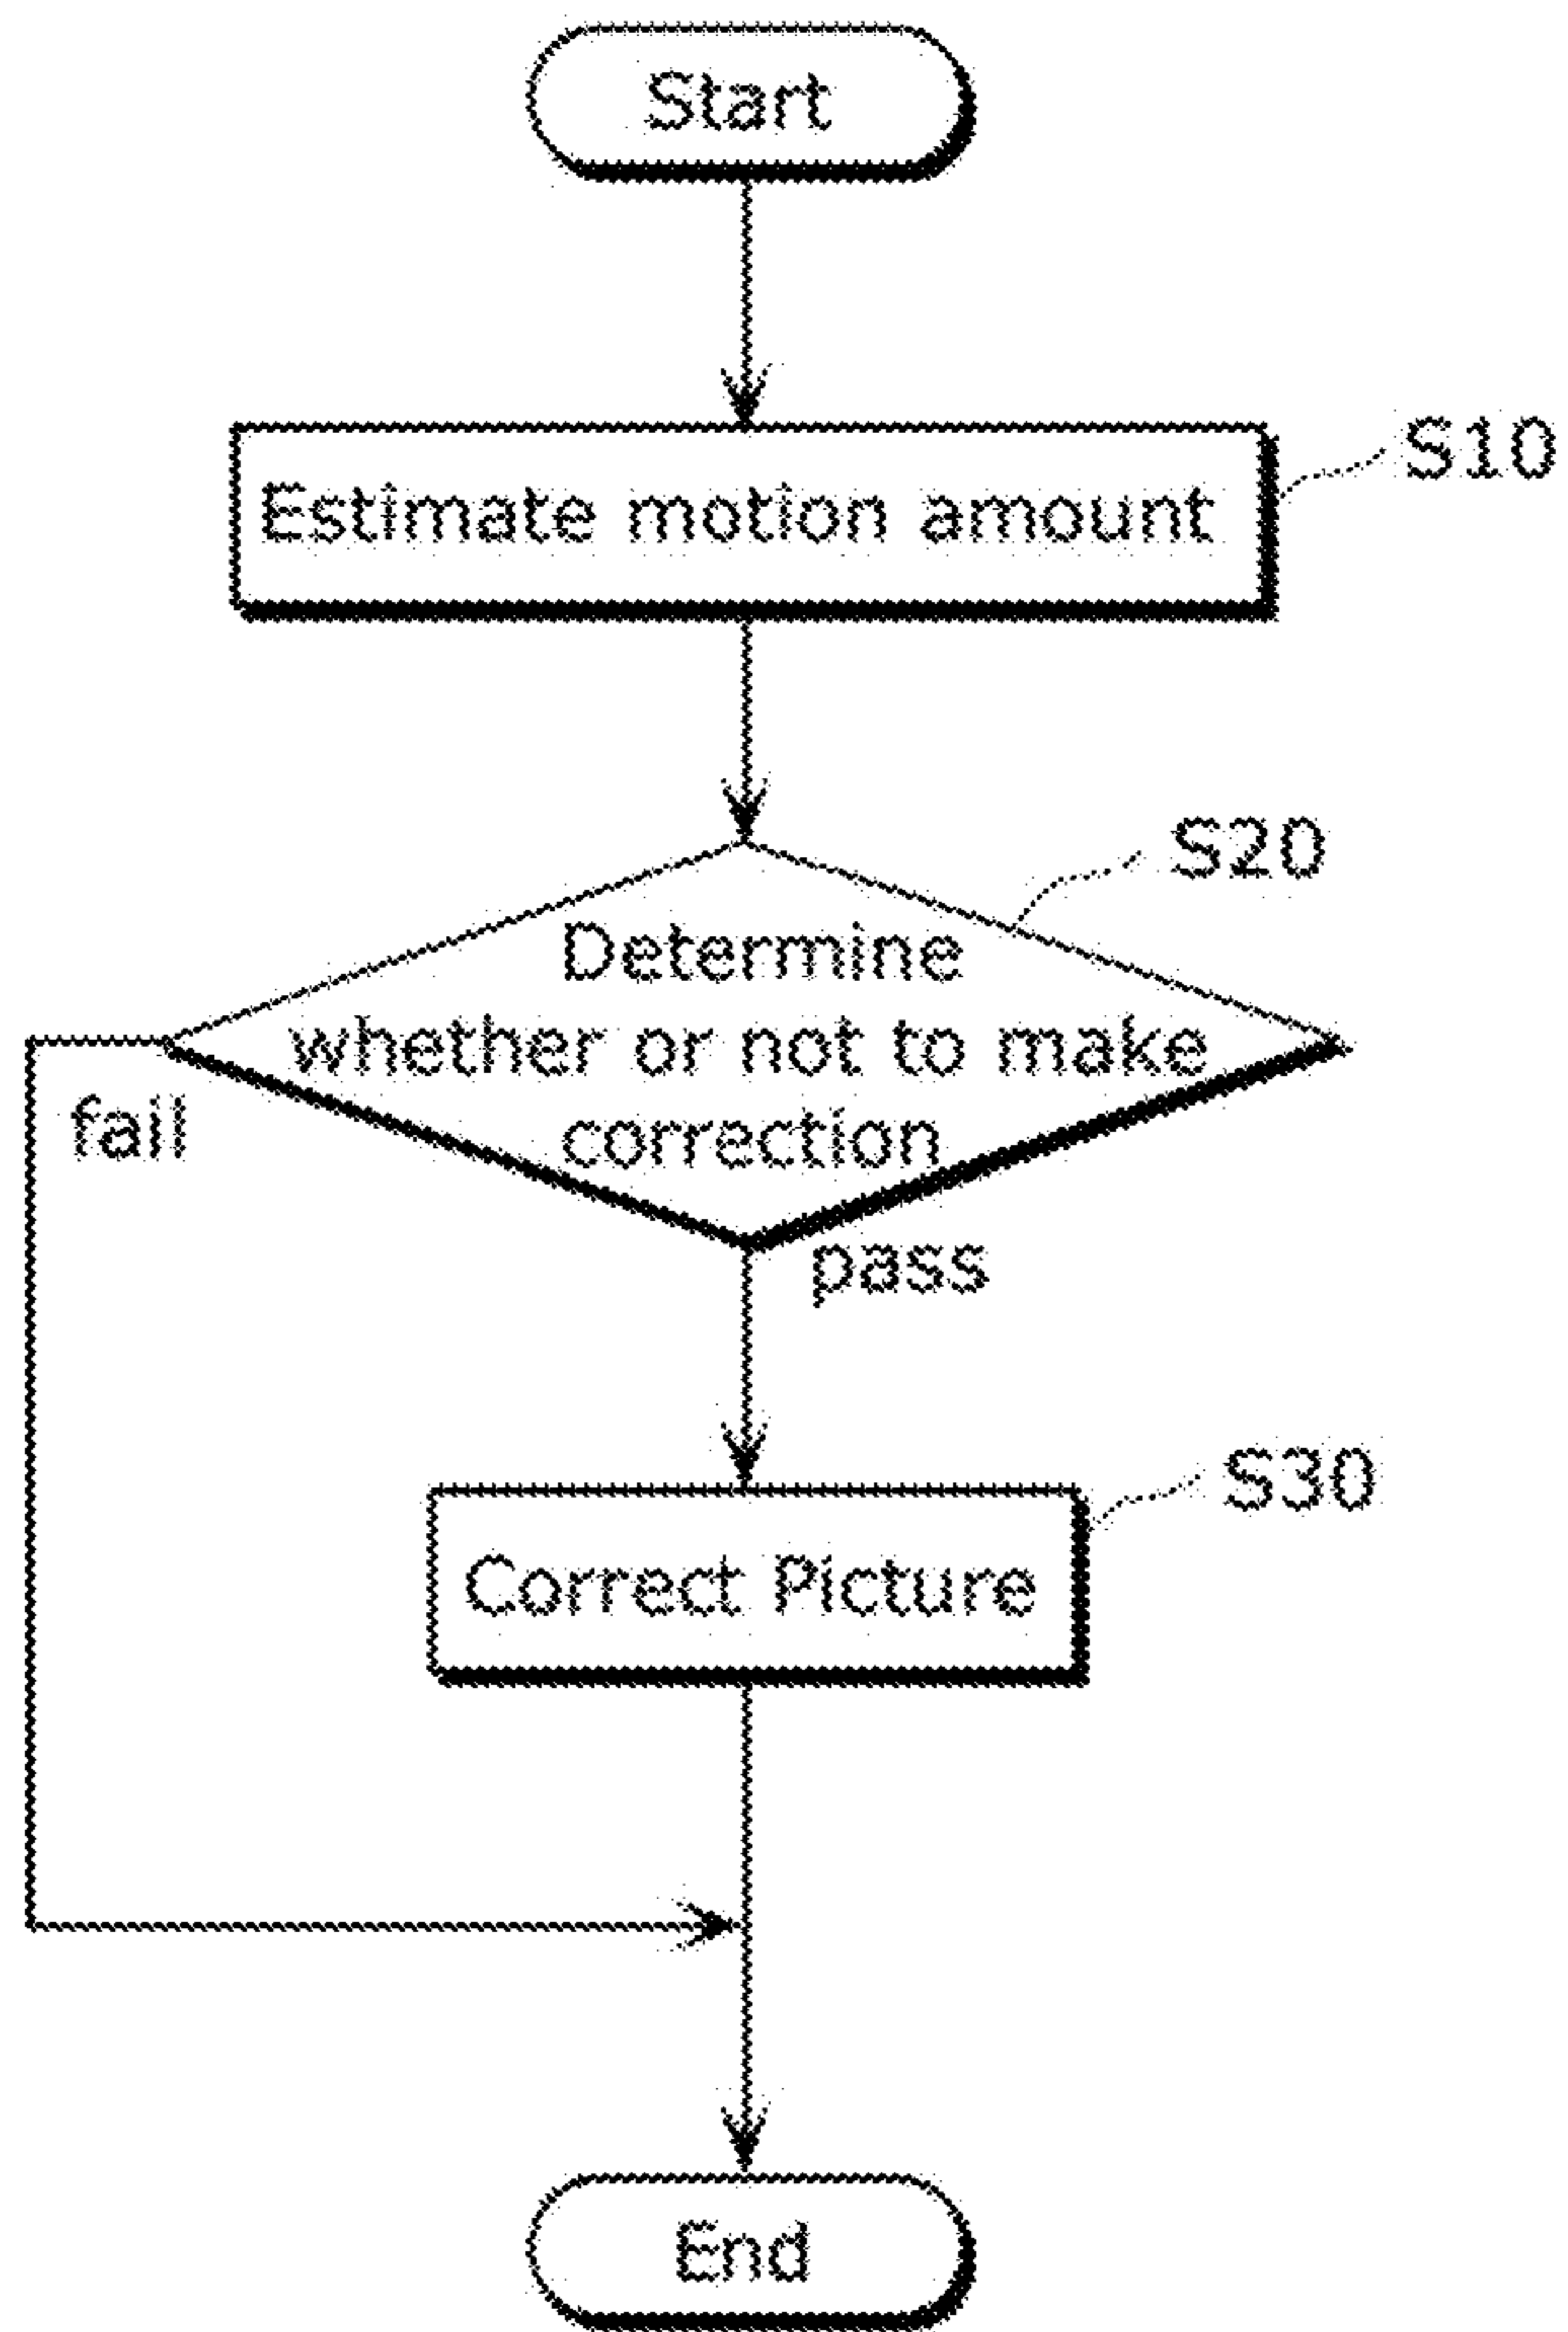 Start
Estimate motion amount
S10
S20
Determine
whether or not to make
correction
fail
pass
S30
Correct Picture
End